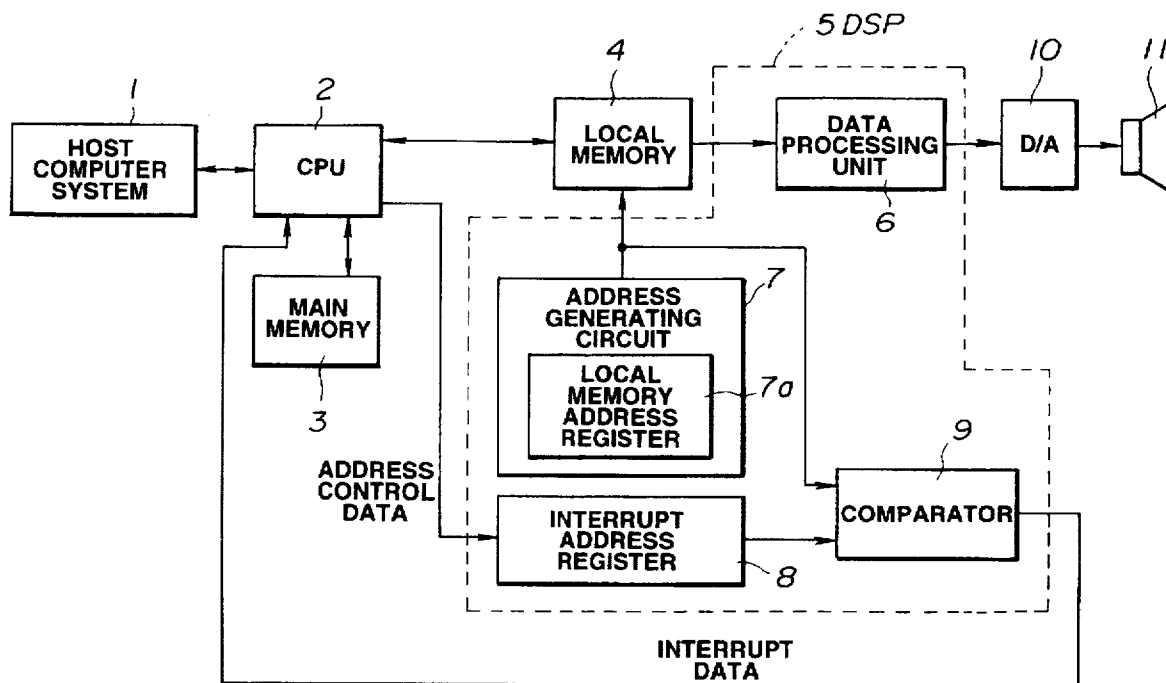 5 DSP
1
2
4
10
11
HOST
COMPUTER
SYSTEM
CPU
LOCAL
MEMORY
DATA
PROCESSING
UNIT
6
D/A
MAIN
MEMORY
3
ADDRESS
GENERATING
CIRCUIT
7
LOCAL
MEMORY
ADDRESS
REGISTER
7a
ADDRESS
CONTROL
DATA
INTERRUPT
ADDRESS
REGISTER
8
9
COMPARATOR
INTERRUPT
DATA